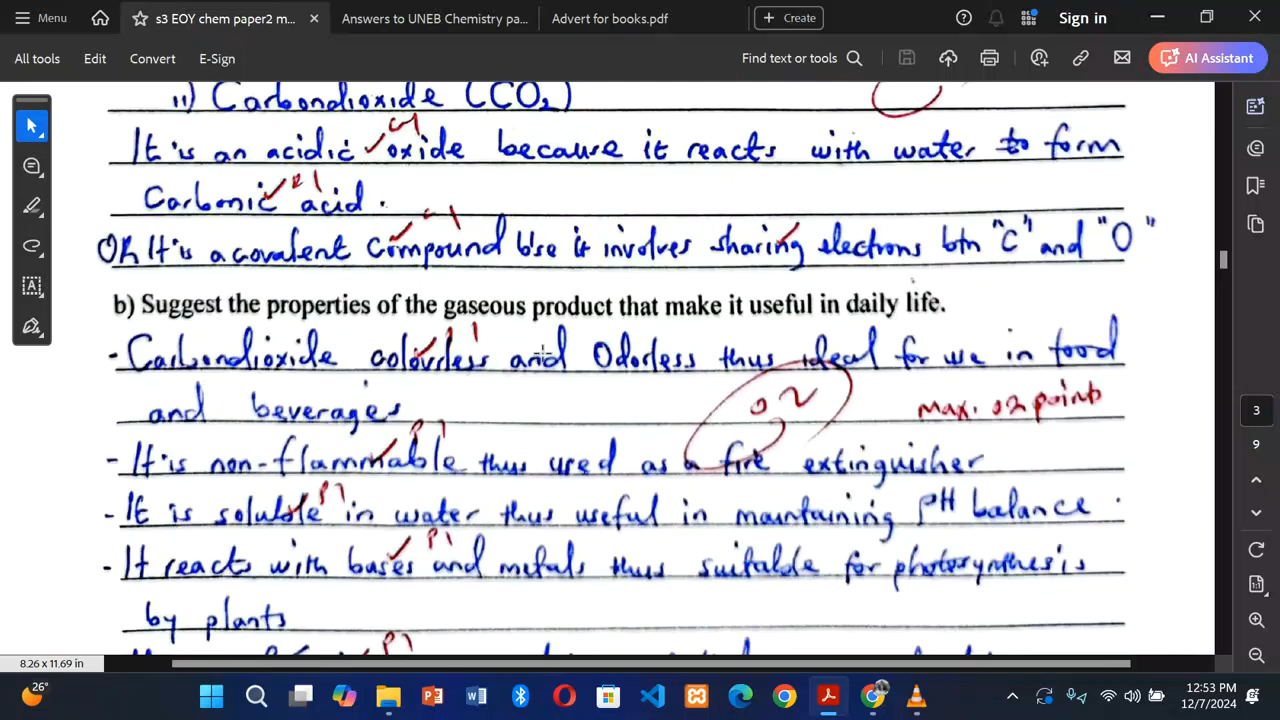 Menu
s3 EOY chem paper2 m...
Answers to UNEB Chemistry pa...
Advert for books.pdf
Create
Sign in
All tools
Edit
Convert
E-Sign
Find text or tools
AI Assistant
ii) Carbondioxide (CO₂)
It is an acidic oxide because it reacts with water to form
Carbonic acid.
Or It is a covalent compound b'se it involves sharing electrons btn "C" and "O"
b) Suggest the properties of the gaseous product that make it useful in daily life.
- Carbondioxide colourless and Odorless thus ideal for use in food
and beverages
02
max. 02 points
- It is non-flammable thus used as a fire extinguisher
- It is soluble in water thus useful in maintaining PH balance.
- It reacts with bases and metals thus suitable for photosynthesis
by plants
P1
3
9
8.26 x 11.69 in
26°
12:53 PM
12/7/2024